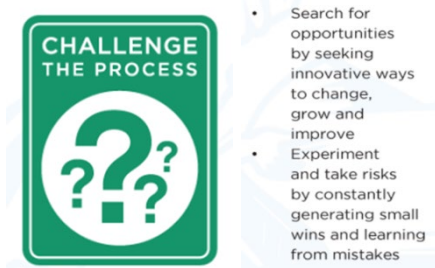 CHALLENGE
THE PROCESS
?
?
?
?
• Search for
opportunities
by seeking
innovative ways
to change,
grow and
improve
• Experiment
and take risks
by constantly
generating small
wins and learning
from mistakes